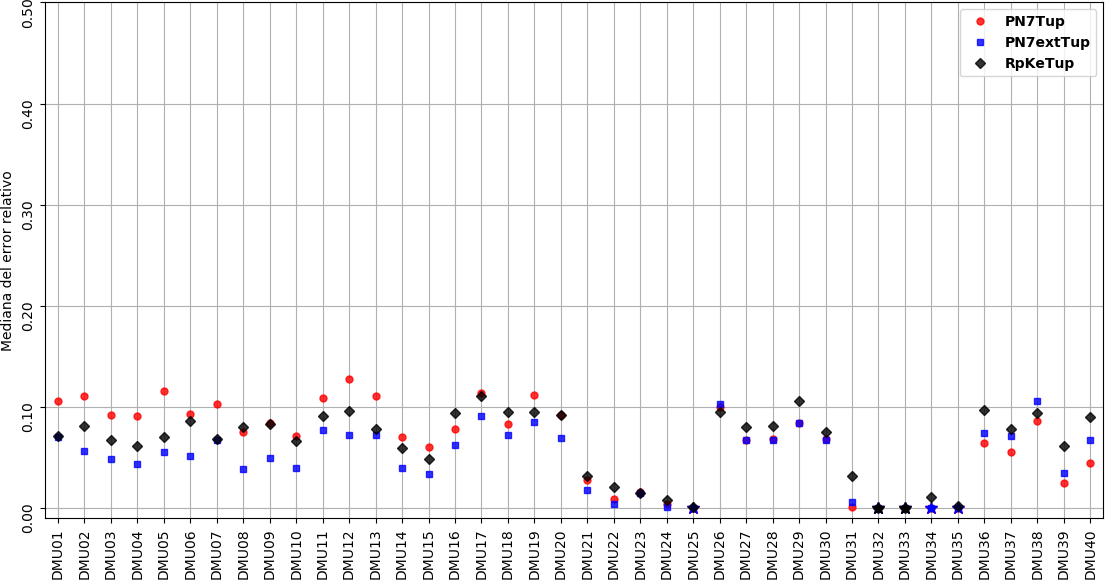 Mediana del error relativo
0.50
0.40
0.30
0.20
0.10
0.00
PN7Tup
PN7extTup
RpKeTup
DMU01
DMU02
DMU03
DMU04
DMU05
DMU06
DMU07
DMU08
DMU09
DMU10
DMU11
DMU12
DMU13
DMU14
DMU15
DMU16
DMU17
DMU18
DMU19
DMU20
DMU21
DMU22
DMU23
DMU24
DMU25
DMU26
DMU27
DMU28
DMU29
DMU30
DMU31
DMU32
DMU33
DMU34
DMU35
DMU36
DMU37
DMU38
DMU39
DMU40